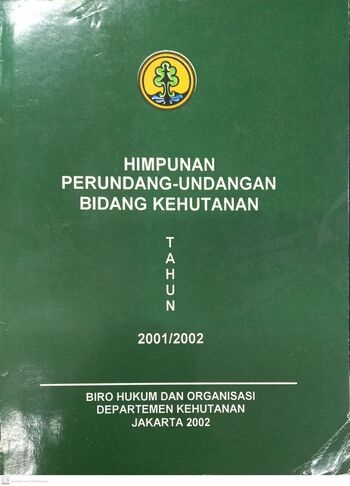 HIMPUNAN
PERUNDANG-UNDANGAN
BIDANG KEHUTANAN
T
A
H
U
N
2001/2002
BIRO HUKUM DAN ORGANISASI
DEPARTEMEN KEHUTANAN
JAKARTA 2002